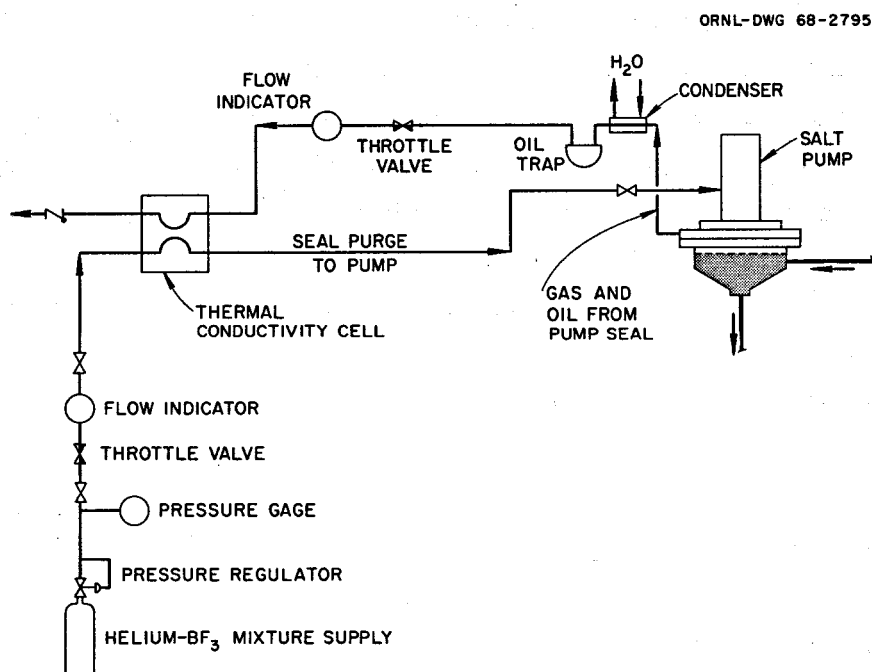 ORNL-DWG 68-2795
H₂O
FLOW
INDICATOR
CONDENSER
THROTTLE
VALVE
OIL
TRAP
SALT
PUMP
SEAL PURGE
TO PUMP
THERMAL
CONDUCTIVITY CELL
GAS AND
OIL FROM
PUMP SEAL
FLOW INDICATOR
THROTTLE VALVE
PRESSURE GAGE
PRESSURE REGULATOR
HELIUM-BF₃ MIXTURE SUPPLY